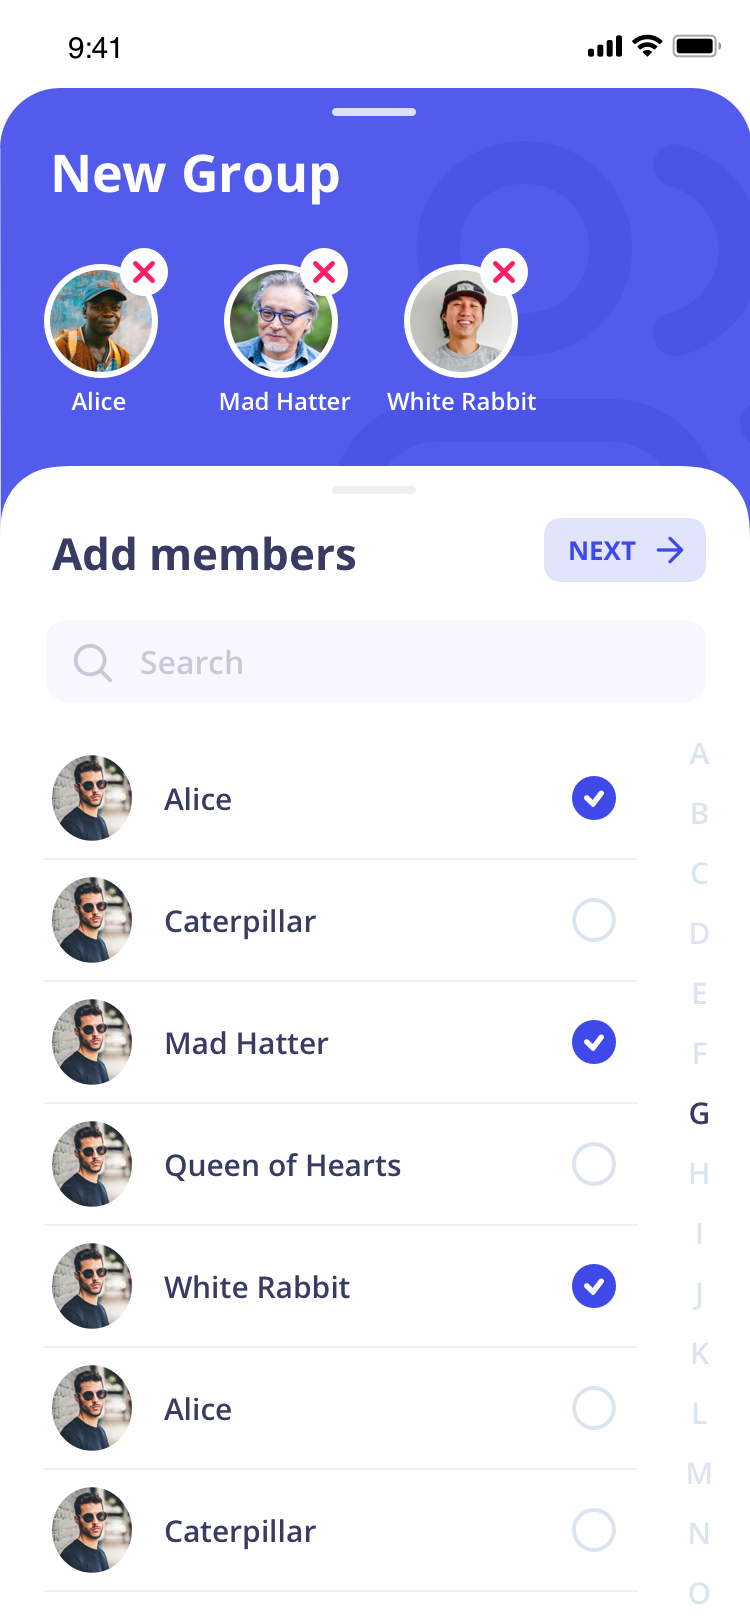 9:41
New Group
Alice
Mad Hatter
White Rabbit
Add members
NEXT
Search
Alice
Caterpillar
Mad Hatter
Queen of Hearts
White Rabbit
Alice
Caterpillar
A
B
C
D
E
F
G
H
I
J
K
L
M
N
O